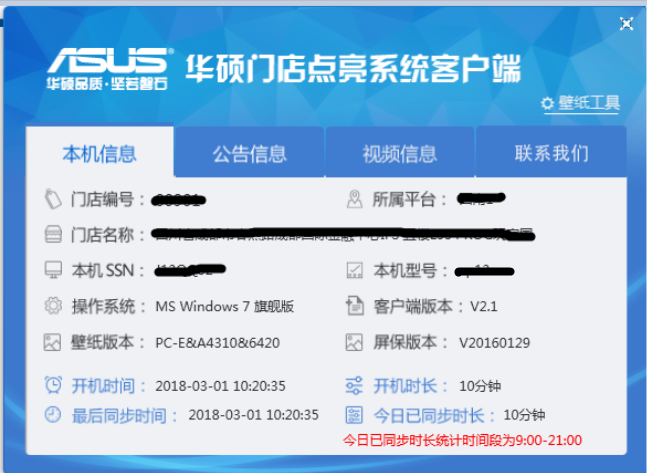 ASUS
华硕品质·坚若磐石
华硕门店点亮系统客户端
壁纸工具
本机信息 公告信息 视频信息 联系我们
门店编号： 所属平台：
门店名称：
本机 SSN： 本机型号：
操作系统： MS Windows 7 旗舰版 客户端版本： V2.1
壁纸版本： PC-E&A4310&6420 屏保版本： V20160129
开机时间： 2018-03-01 10:20:35 开机时长： 10分钟
最后同步时间： 2018-03-01 10:20:35 今日已同步时长： 10分钟
今日已同步时长统计时间段为9:00-21:00